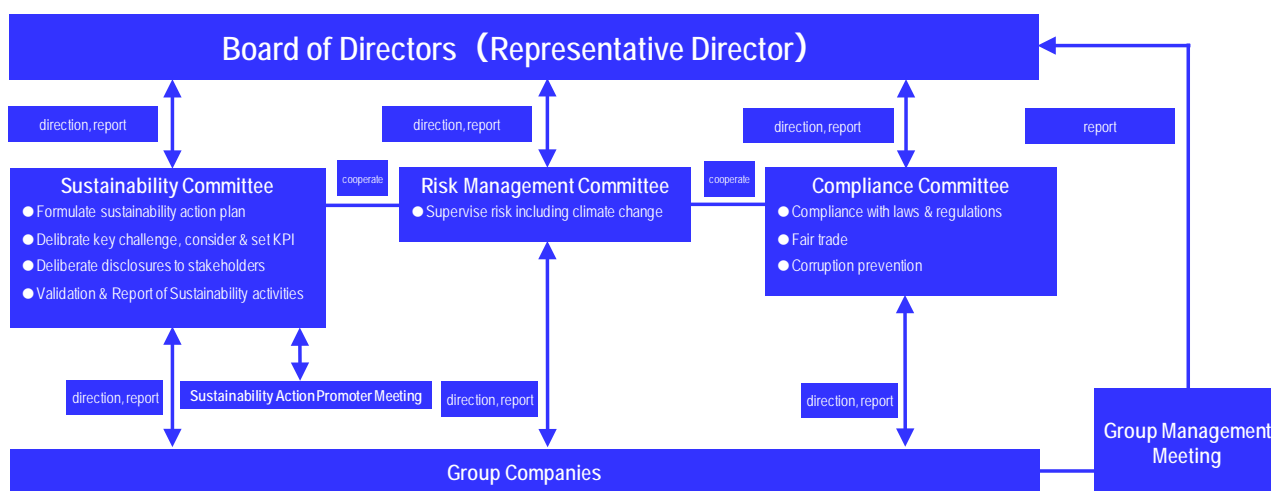 Board of Directors（Representative Director）
direction, report
direction, report
direction, report
report
Sustainability Committee
● Formulate sustainability action plan
● Delibrate key challenge, consider & set KPI
● Deliberate disclosures to stakeholders
● Validation & Report of Sustainability activities
cooperate
Risk Management Committee
● Supervise risk including climate change
cooperate
Compliance Committee
● Compliance with laws & regulations
● Fair trade
● Corruption prevention
direction, report
Sustainability Action Promoter Meeting
direction, report
direction, report
Group Management
Meeting
Group Companies